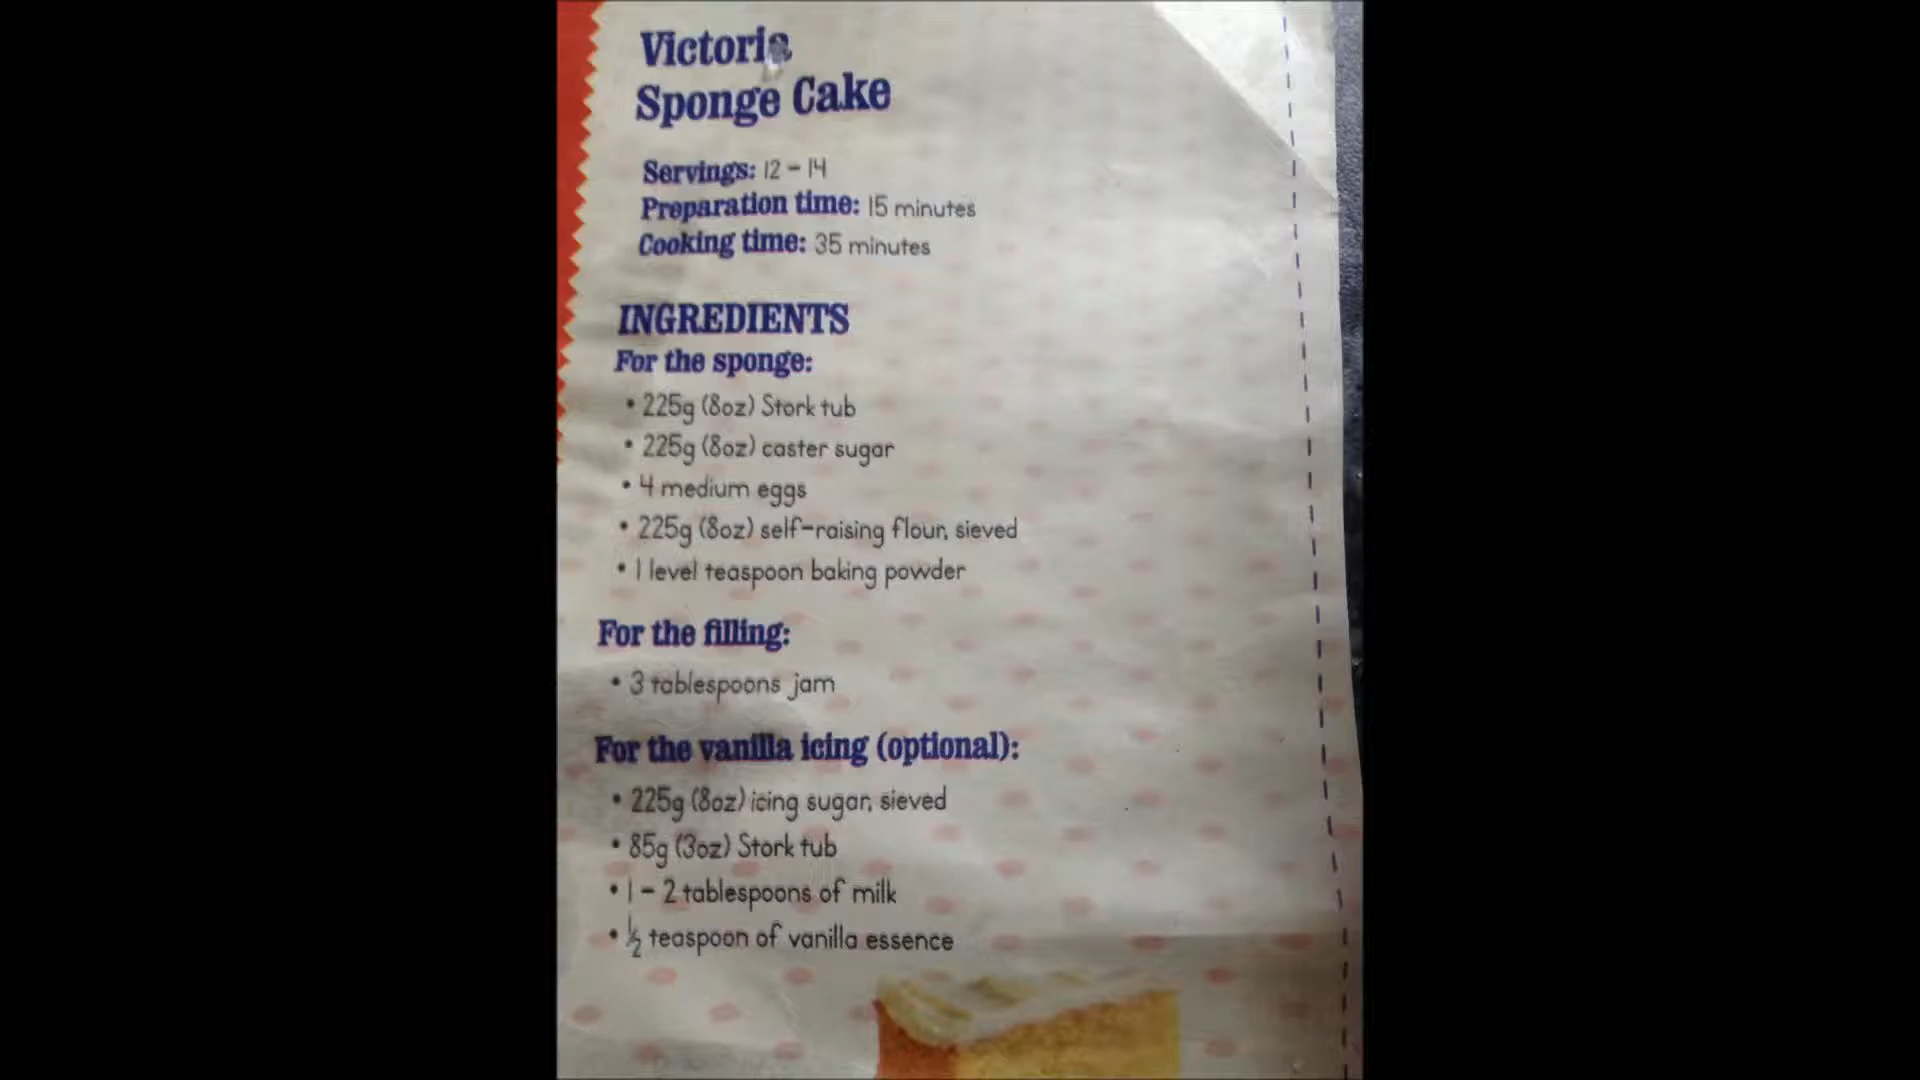 Victoria
Sponge Cake
Servings: 12 – 14
Preparation time: 15 minutes
Cooking time: 35 minutes
INGREDIENTS
For the sponge:
• 225g (8oz) Stork tub
• 225g (8oz) caster sugar
• 4 medium eggs
• 225g (8oz) self-raising flour, sieved
• 1 level teaspoon baking powder
For the filling:
• 3 tablespoons jam
For the vanilla icing (optional):
• 225g (8oz) icing sugar, sieved
• 85g (3oz) Stork tub
• 1 – 2 tablespoons of milk
• ½ teaspoon of vanilla essence